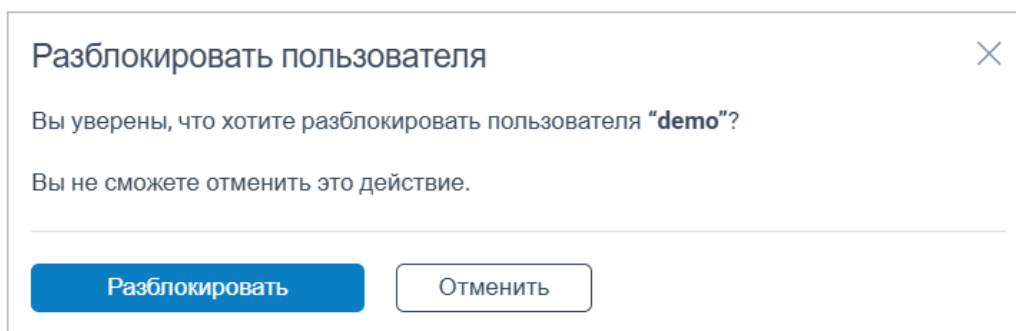 Разблокировать пользователя
Вы уверены, что хотите разблокировать пользователя “demo”?
Вы не сможете отменить это действие.
Разблокировать
Отменить